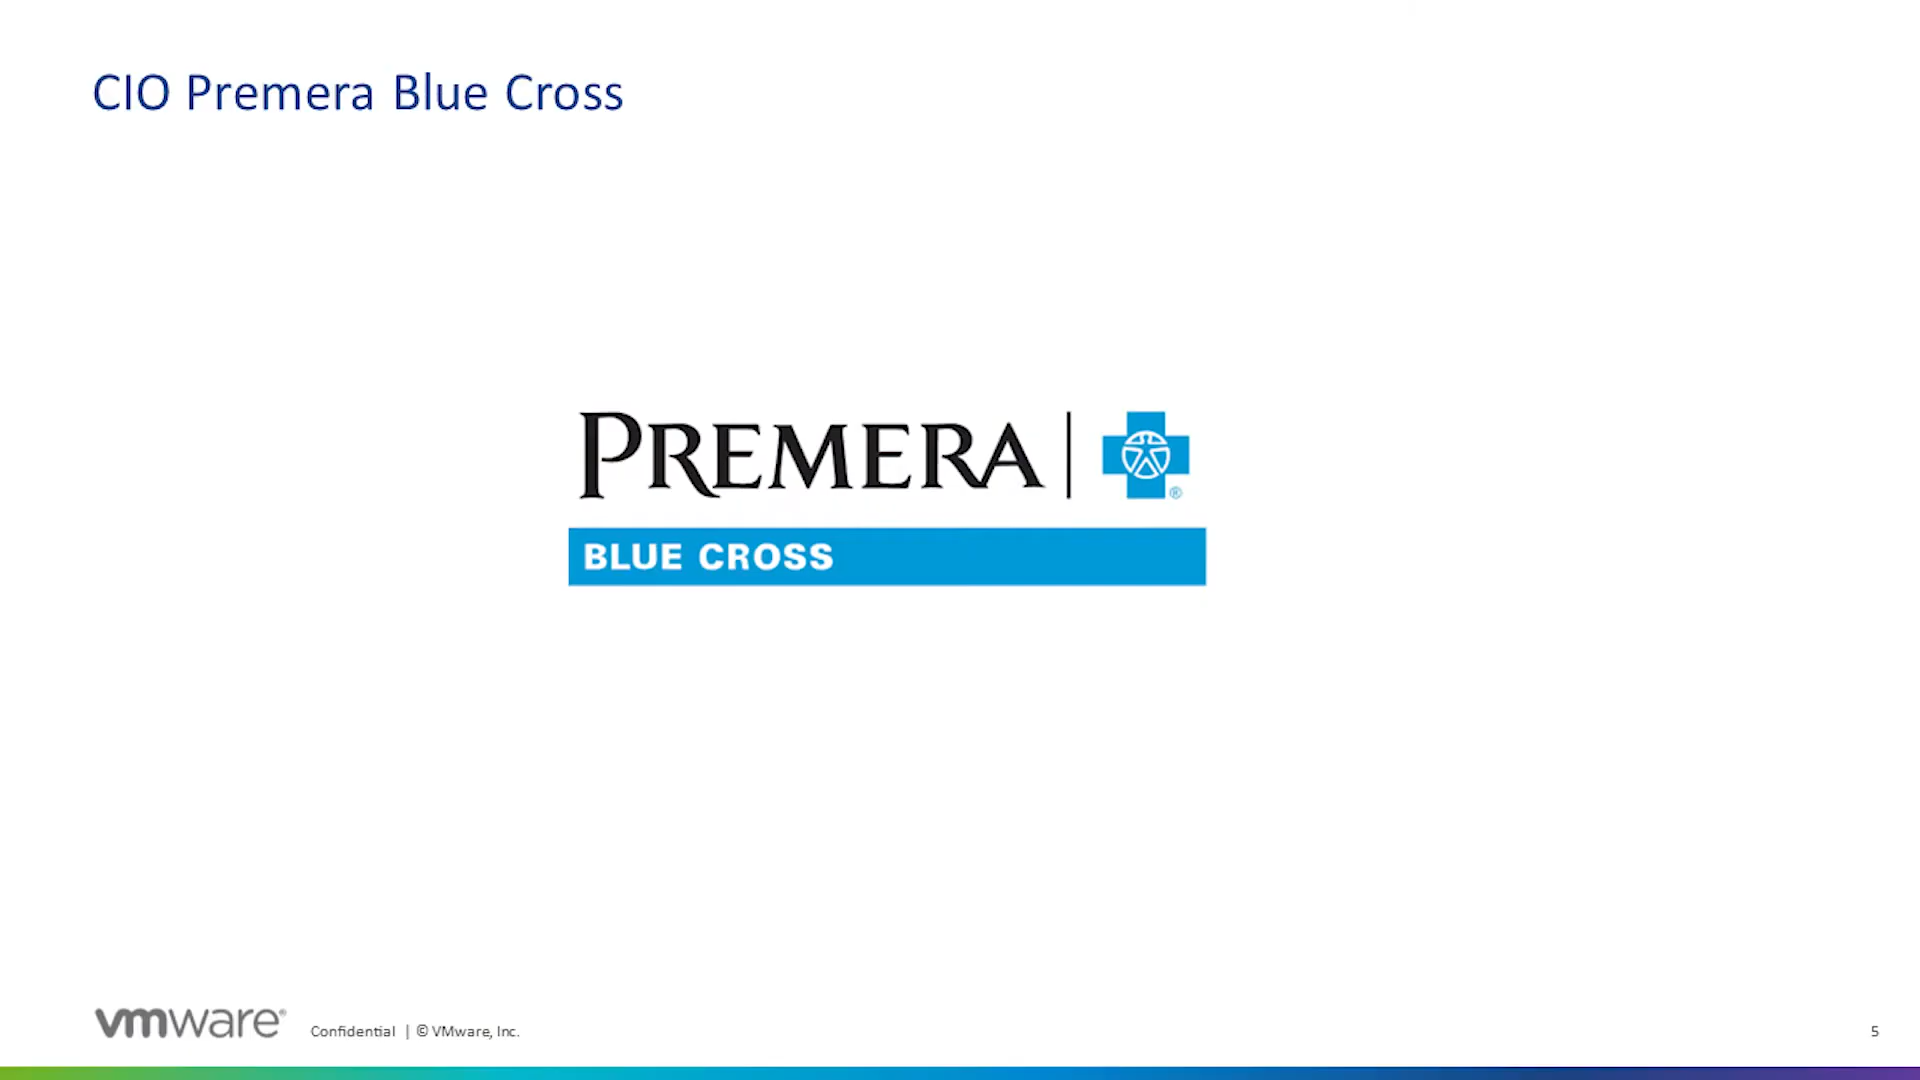 CIO Premera Blue Cross
PREMERA
®
BLUE CROSS
vmware® Confidential | © VMware, Inc.
5